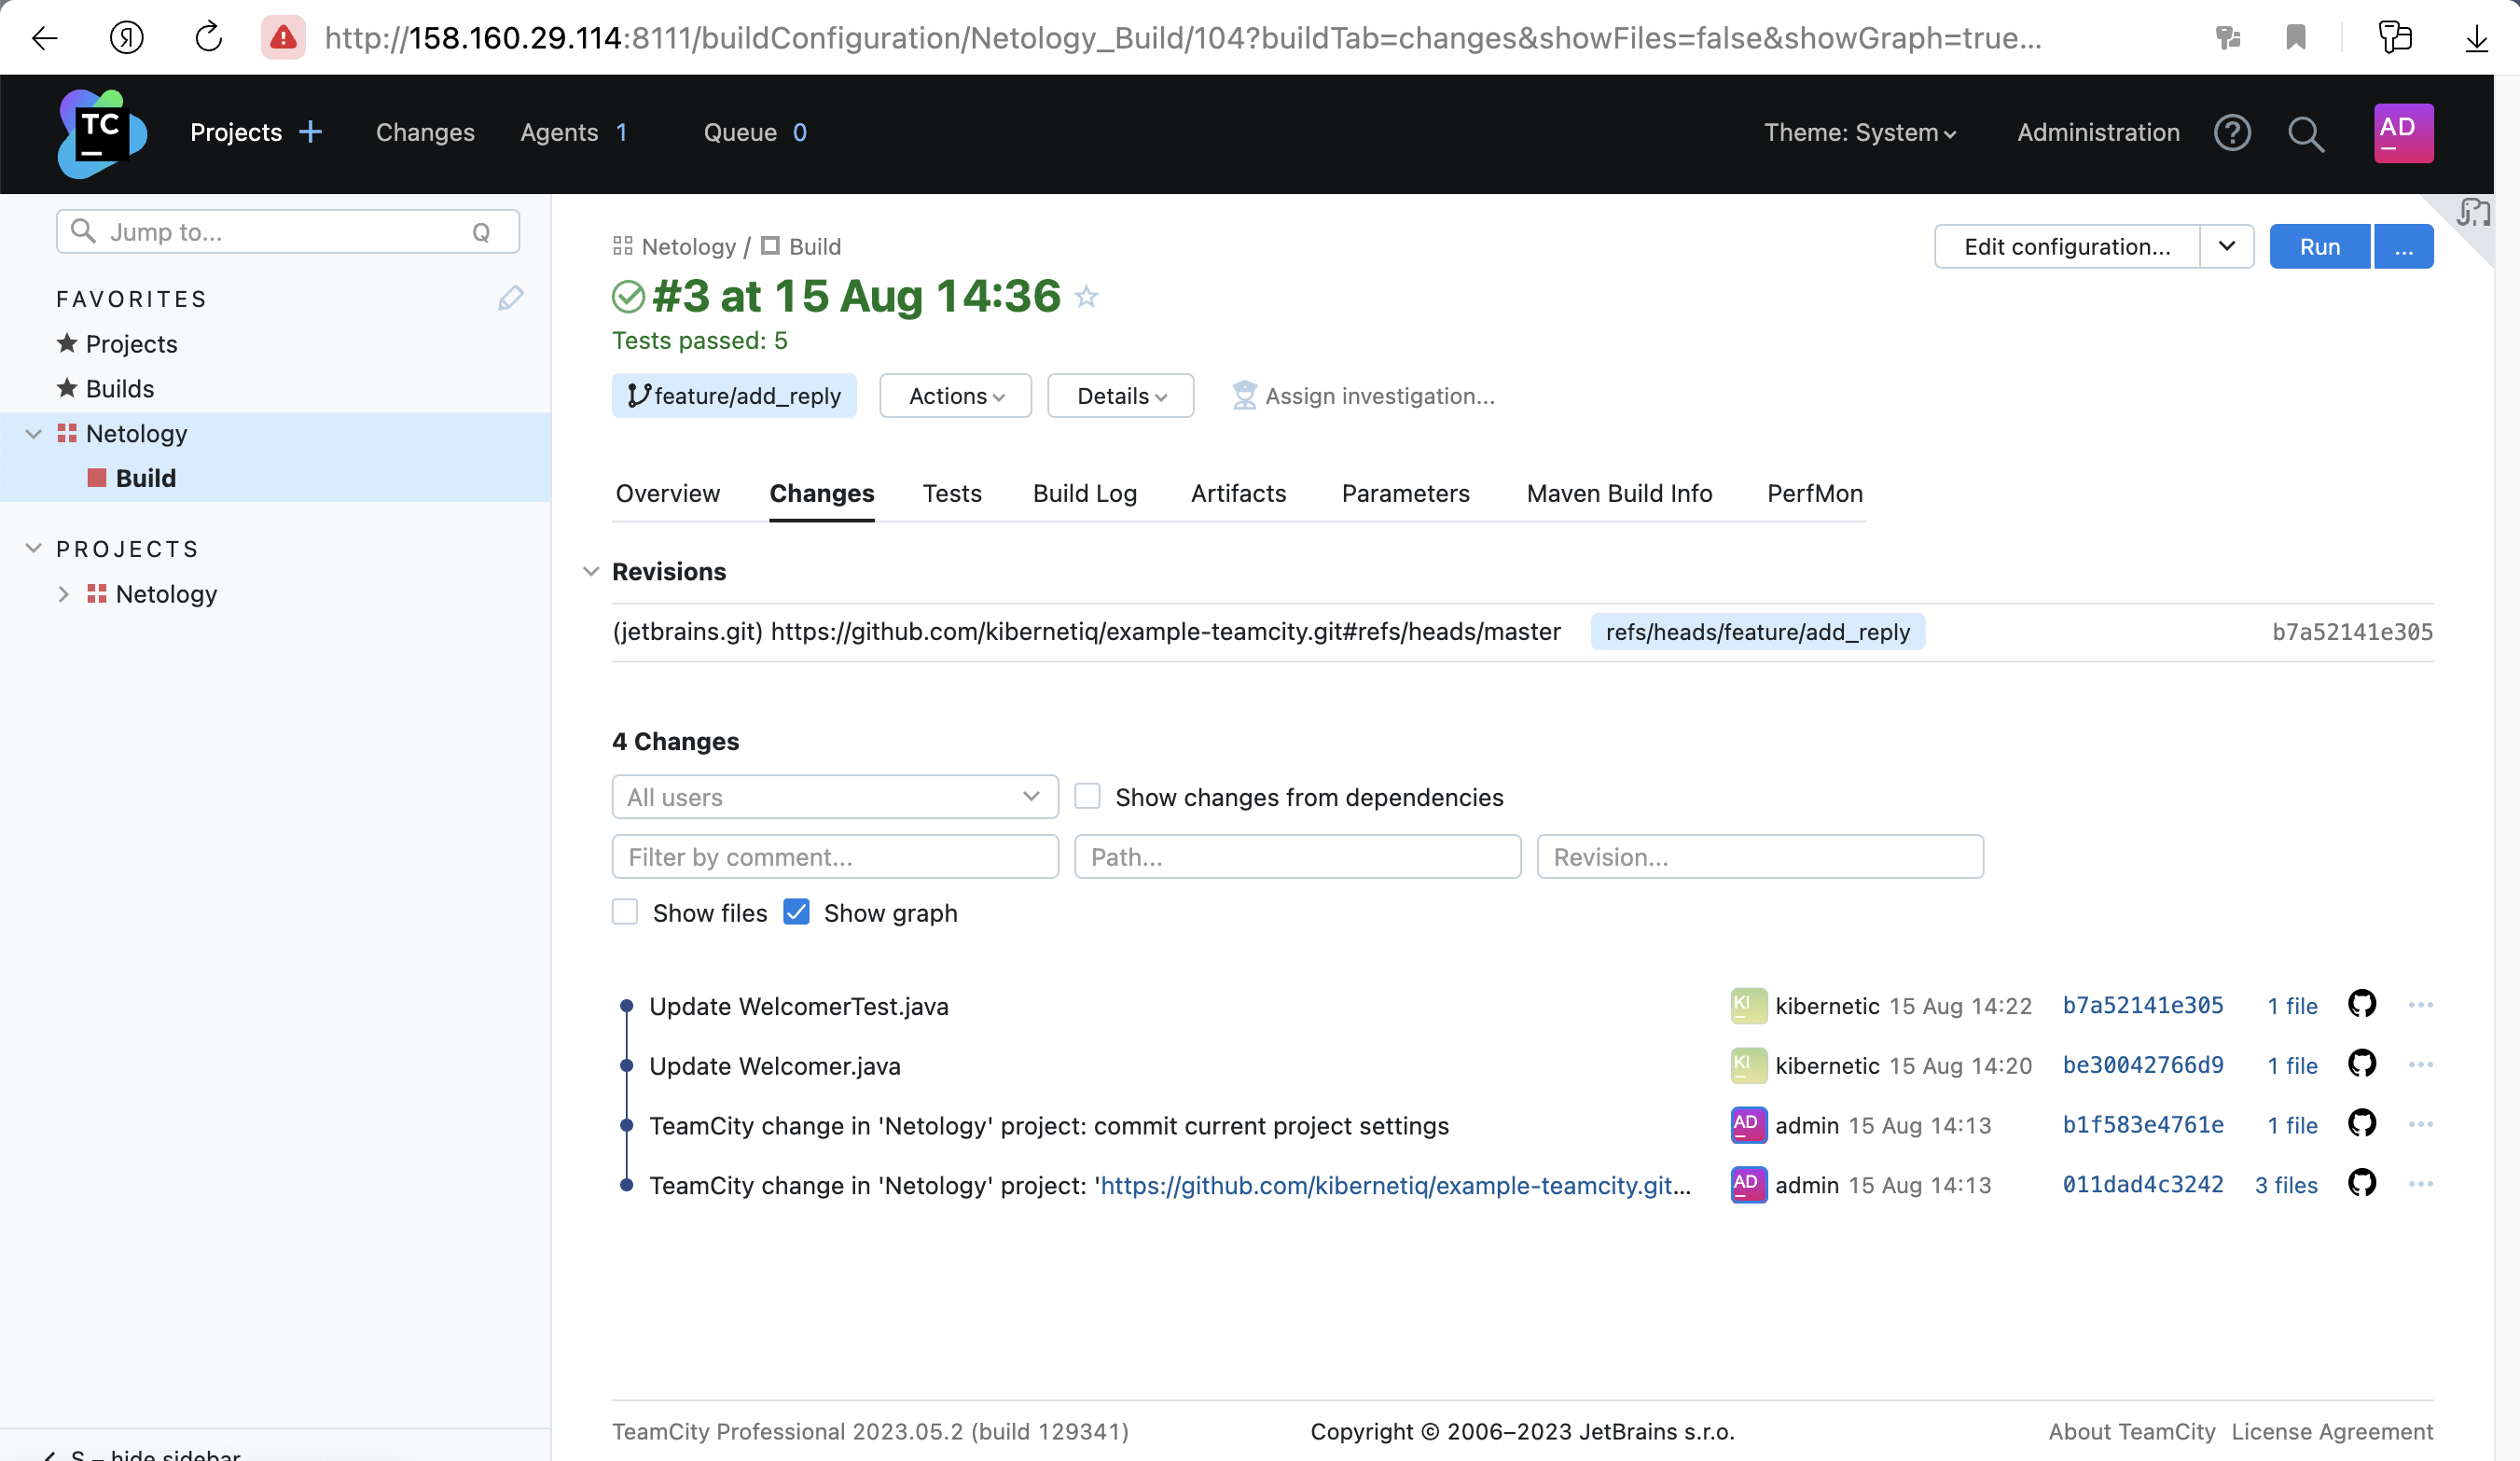 Я http://158.160.29.114:8111/buildConfiguration/Netology_Build/104?buildTab=changes&showFiles=false&showGraph=true...
TC Projects + Changes Agents 1 Queue 0 Theme: System Administration ? AD
Jump to... Q
FAVORITES
Projects
Builds
Netology
Build
PROJECTS
Netology
S – hide sidebar
Netology / Build
Edit configuration... Run ...
#3 at 15 Aug 14:36
Tests passed: 5
feature/add_reply Actions Details Assign investigation...
Overview Changes Tests Build Log Artifacts Parameters Maven Build Info PerfMon
Revisions
(jetbrains.git) https://github.com/kibernetiq/example-teamcity.git#refs/heads/master refs/heads/feature/add_reply b7a52141e305
4 Changes
All users Show changes from dependencies
Filter by comment... Path... Revision...
Show files Show graph
Update WelcomerTest.java KI kibernetic 15 Aug 14:22 b7a52141e305 1 file
Update Welcomer.java KI kibernetic 15 Aug 14:20 be30042766d9 1 file
TeamCity change in 'Netology' project: commit current project settings AD admin 15 Aug 14:13 b1f583e4761e 1 file
TeamCity change in 'Netology' project: 'https://github.com/kibernetiq/example-teamcity.git... AD admin 15 Aug 14:13 011dad4c3242 3 files
TeamCity Professional 2023.05.2 (build 129341) Copyright © 2006–2023 JetBrains s.r.o. About TeamCity License Agreement